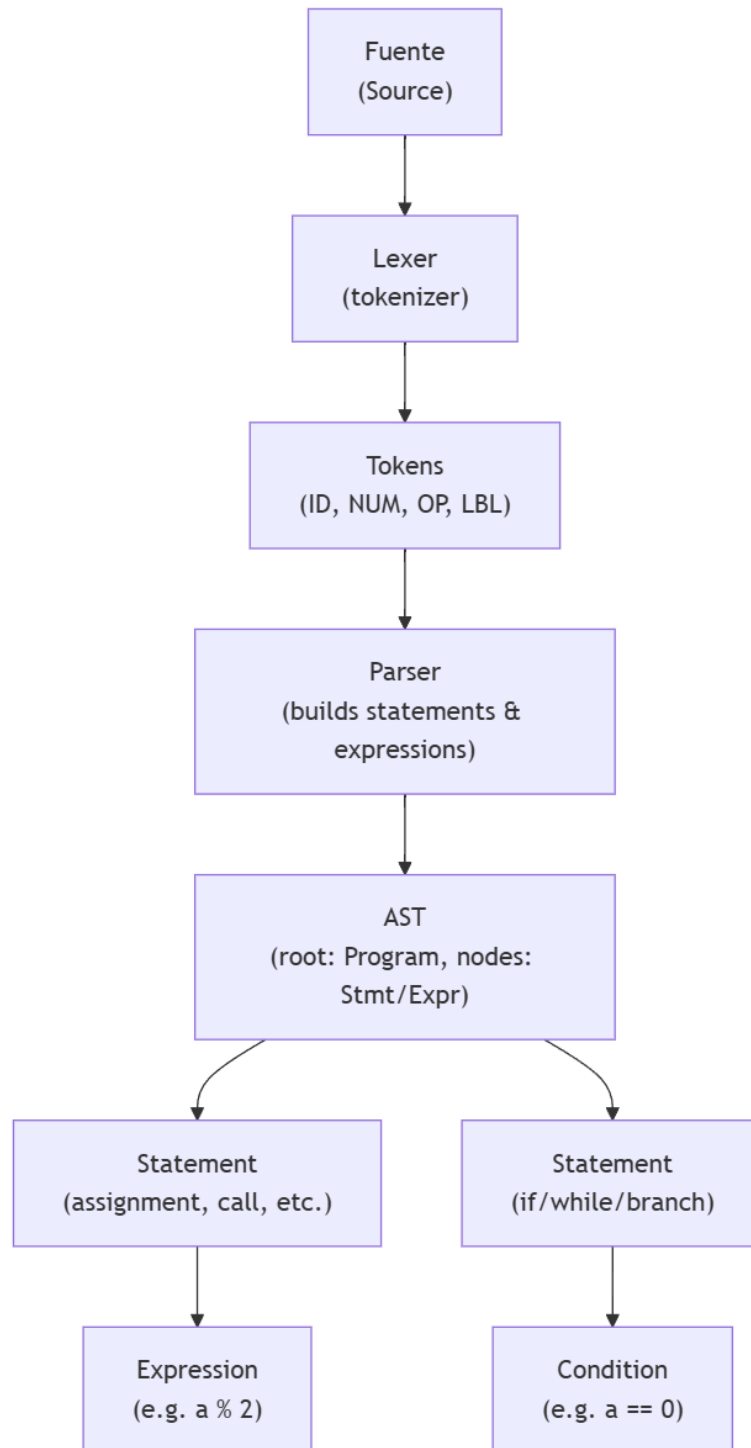 Fuente
(Source)
Lexer
(tokenizer)
Tokens
(ID, NUM, OP, LBL)
Parser
(builds statements &
expressions)
AST
(root: Program, nodes:
Stmt/Expr)
Statement
(assignment, call, etc.)
Statement
(if/while/branch)
Expression
(e.g. a % 2)
Condition
(e.g. a == 0)